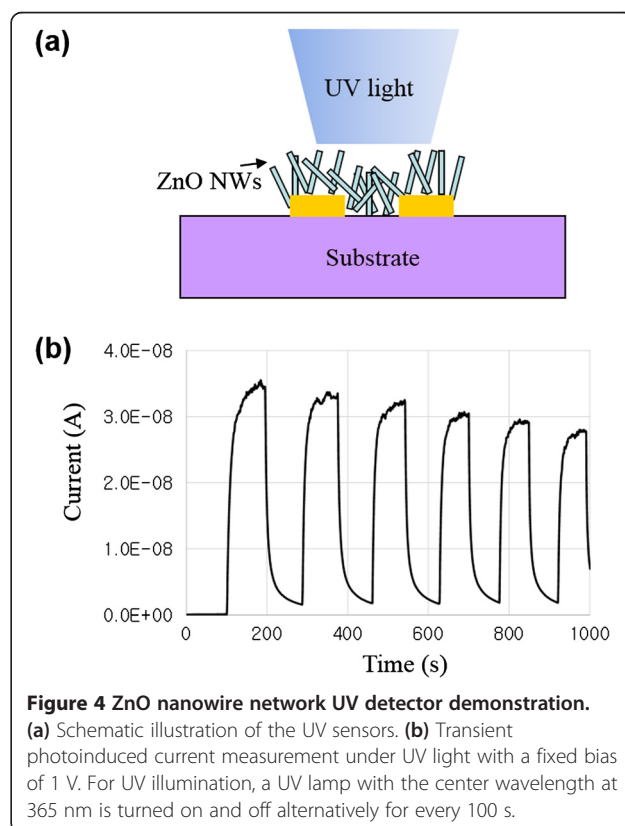 (a)
UV light
ZnO NWs
Substrate
(b)
4.0E-08
3.0E-08
2.0E-08
1.0E-08
0.0E+00
Current (A)
0 200 400 600 800 1000
Time (s)
Figure 4 ZnO nanowire network UV detector demonstration.
(a) Schematic illustration of the UV sensors. (b) Transient
photoinduced current measurement under UV light with a fixed bias
of 1 V. For UV illumination, a UV lamp with the center wavelength at
365 nm is turned on and off alternatively for every 100 s.